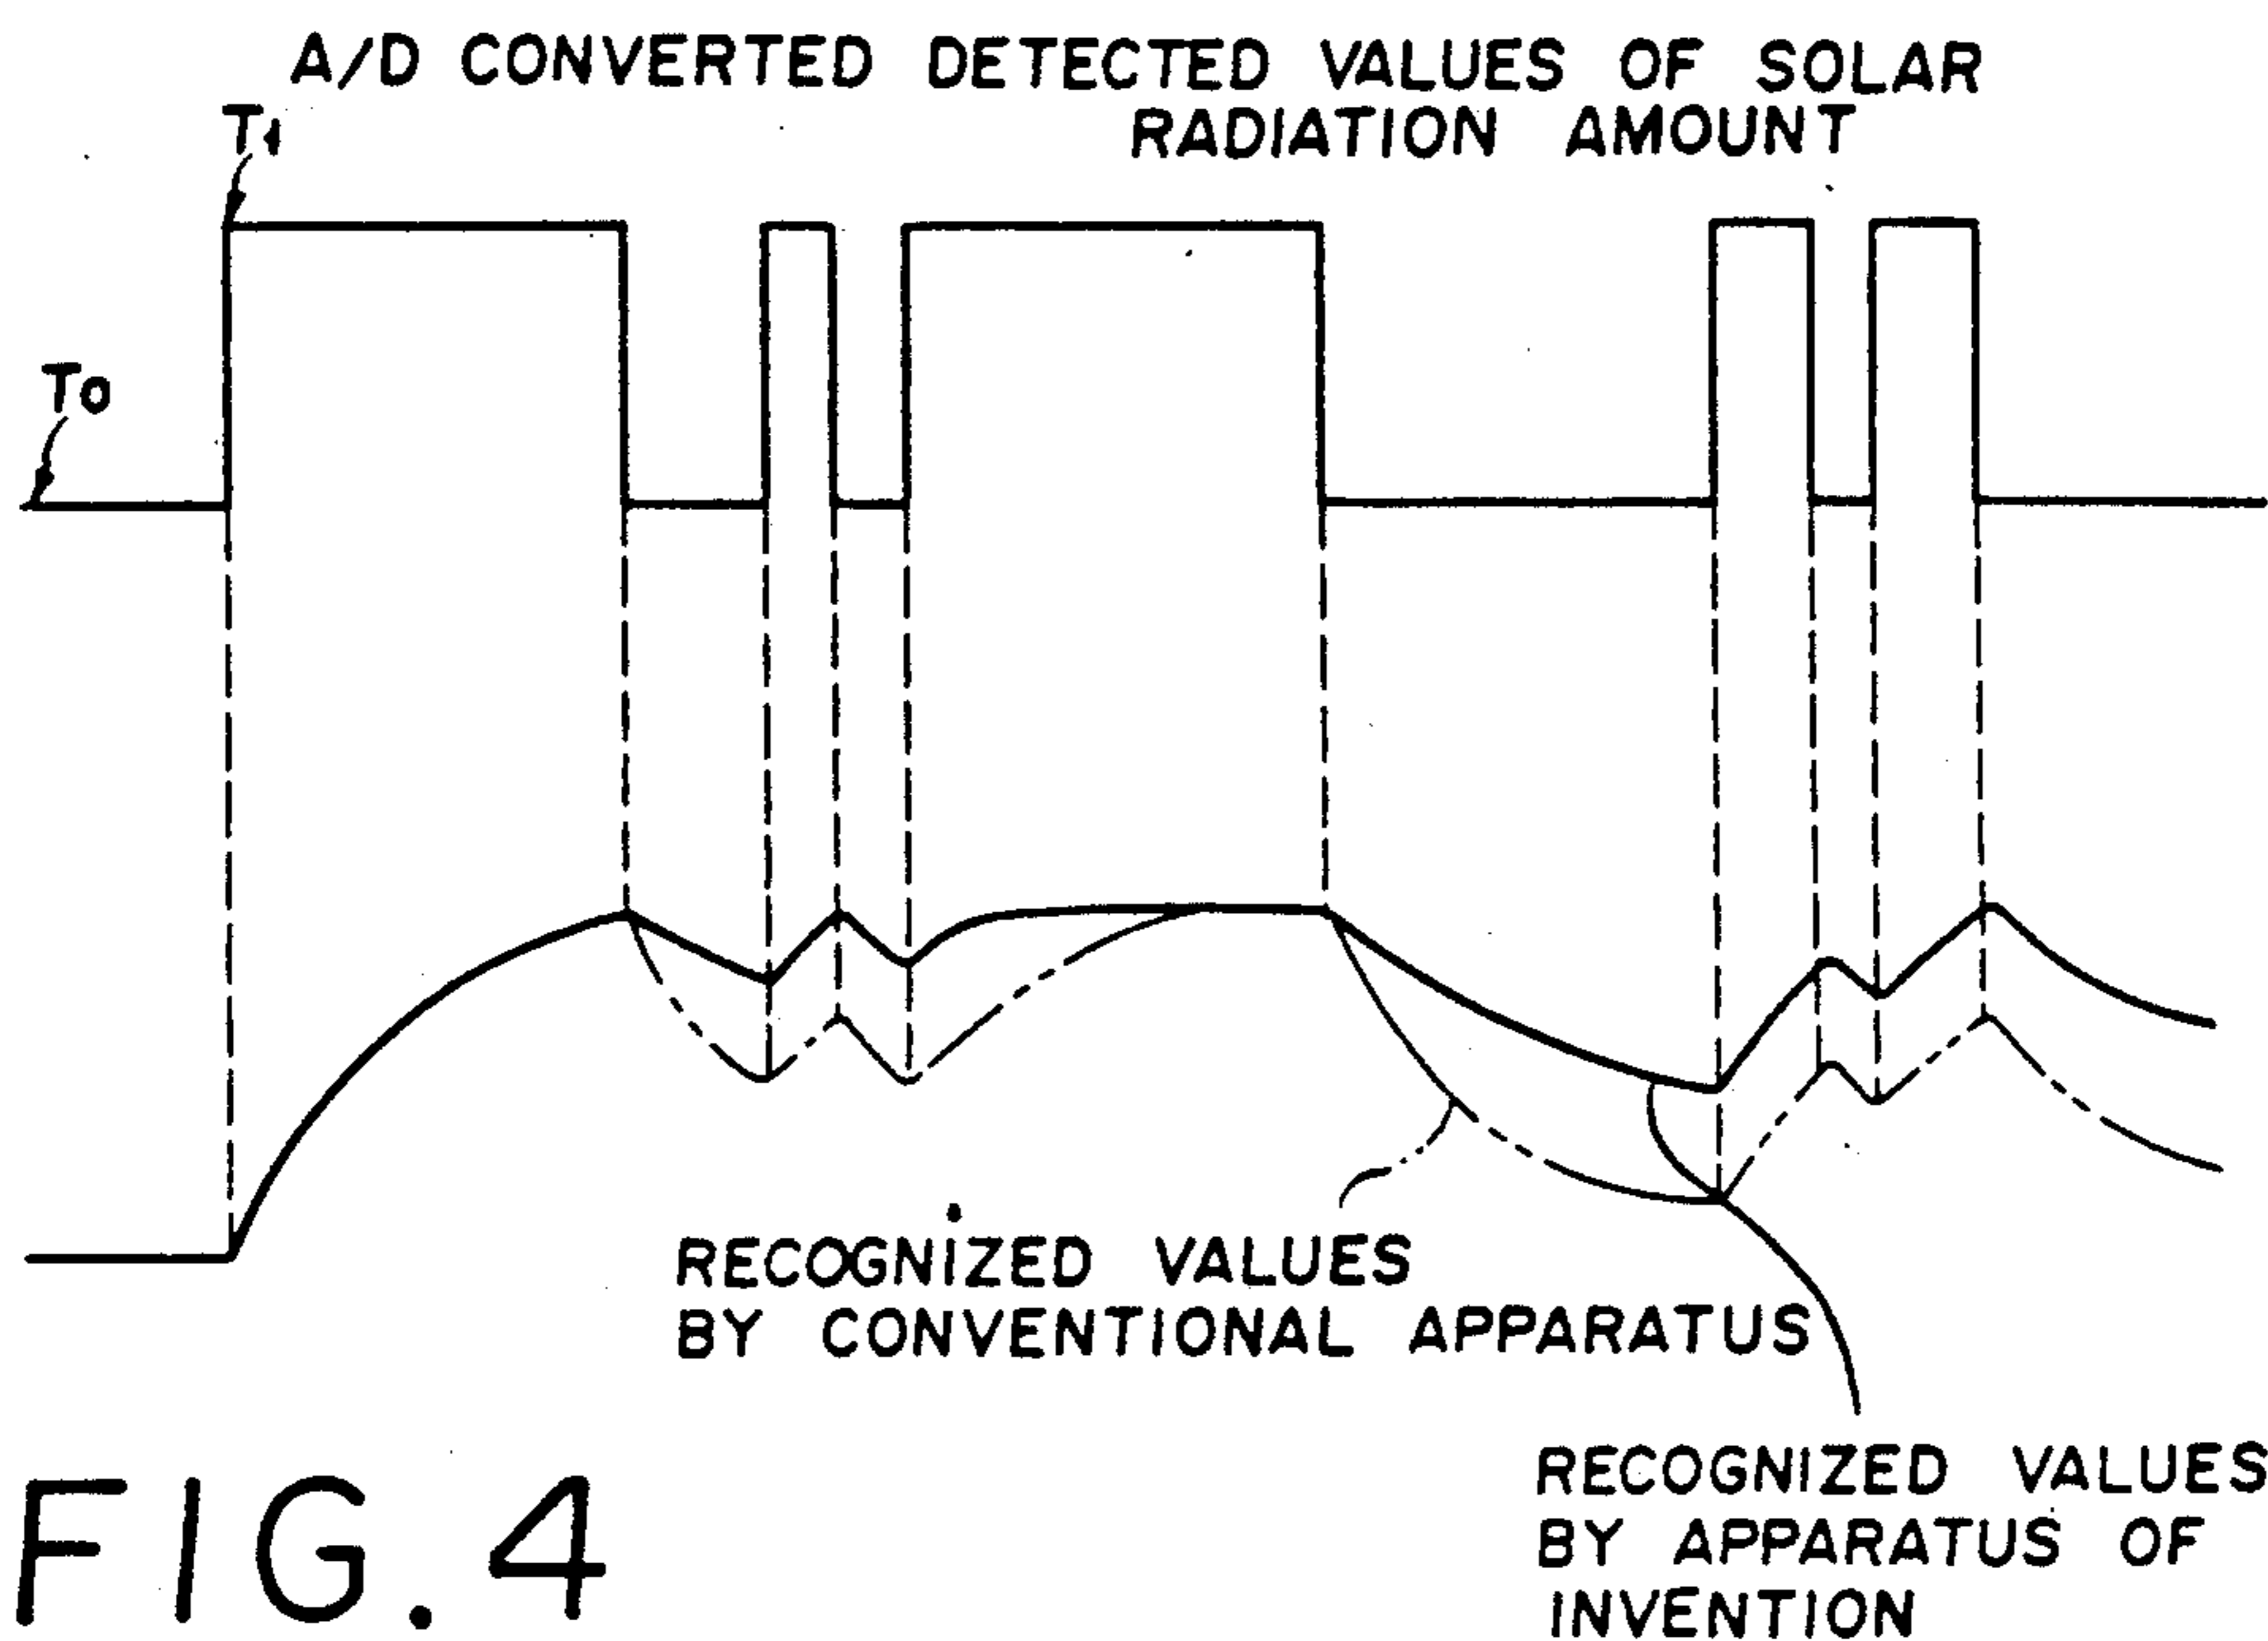 A/D CONVERTED DETECTED VALUES OF SOLAR
RADIATION AMOUNT
T1
To
RECOGNIZED VALUES
BY CONVENTIONAL APPARATUS
RECOGNIZED VALUES
BY APPARATUS OF
INVENTION
FIG. 4